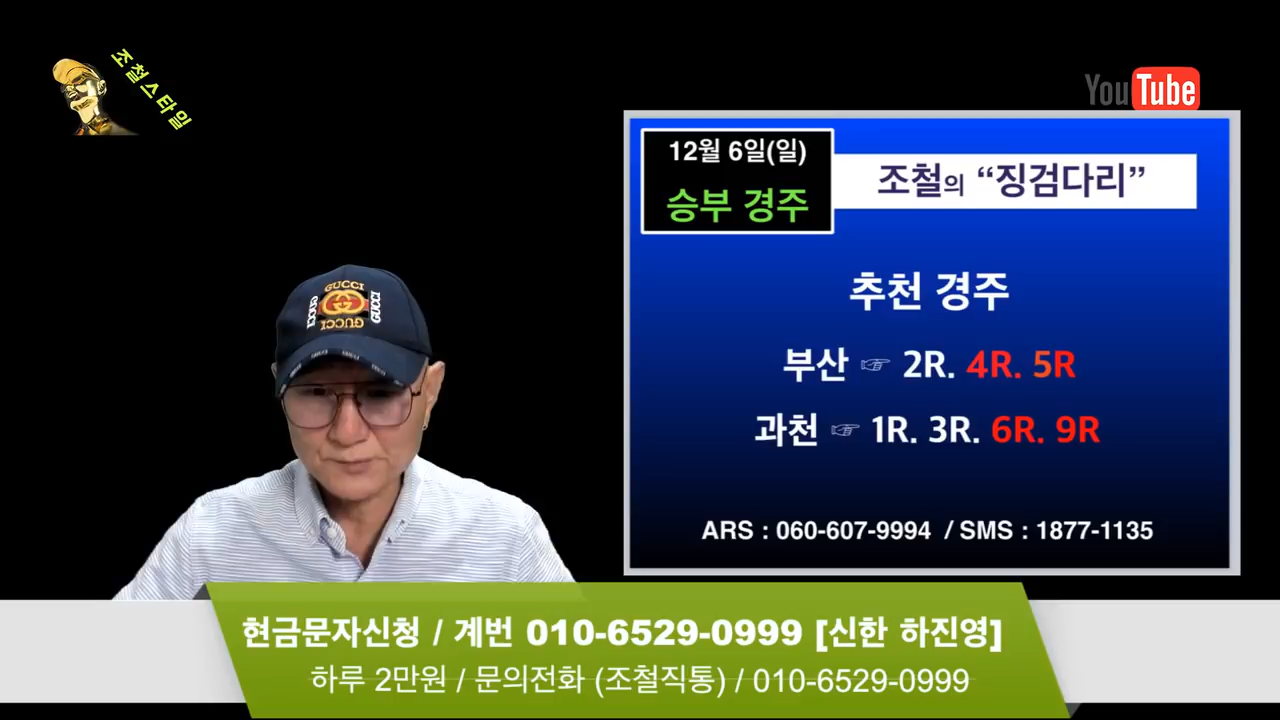 조철스타일
YouTube
12월 6일(일)
승부 경주
조철의 “징검다리”
추천 경주
부산 ☞ 2R. 4R. 5R
과천 ☞ 1R. 3R. 6R. 9R
ARS : 060-607-9994 / SMS : 1877-1135
GUCCI
GUCCI
GUCCI
GUCCI
현금문자신청 / 계번 010-6529-0999 [신한 하진영]
하루 2만원 / 문의전화 (조철직통) / 010-6529-0999